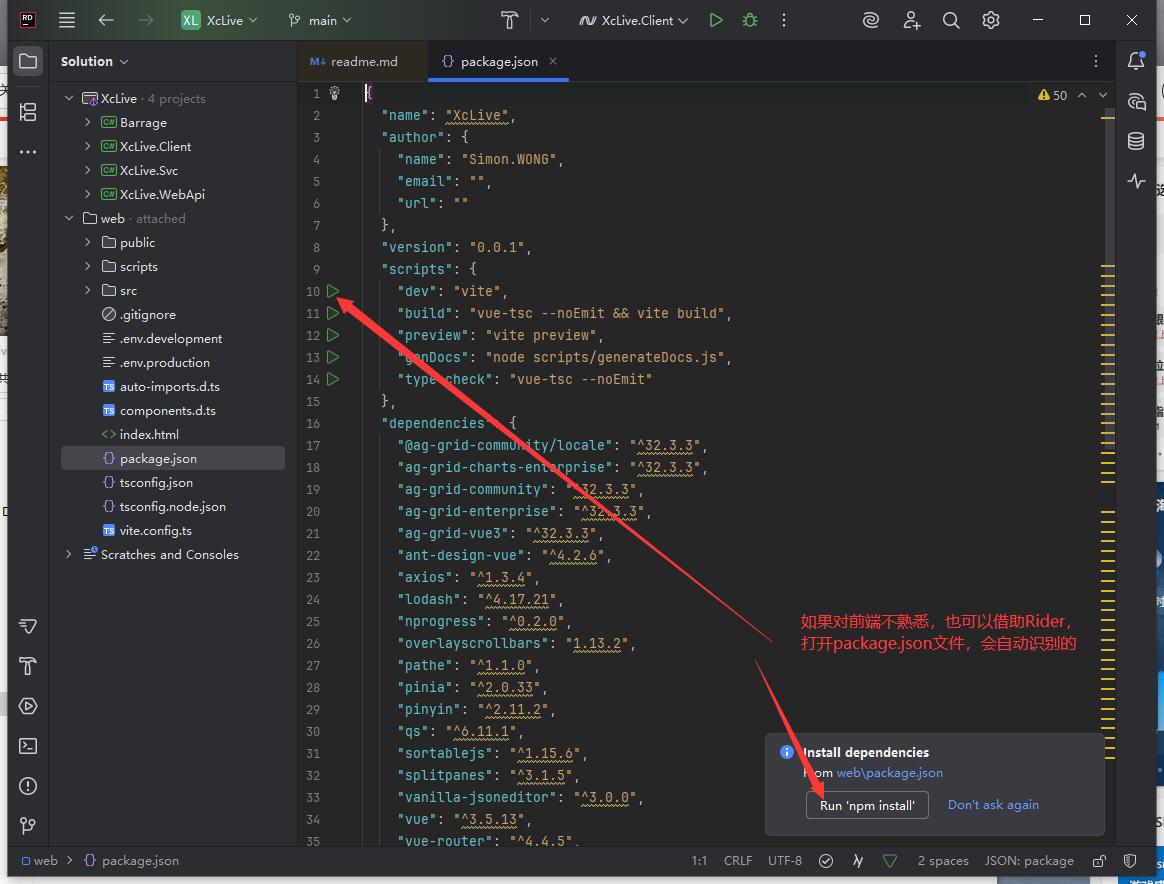 RD
XL XcLive
main
XcLive.Client
Solution
readme.md
package.json
XcLive · 4 projects
Barrage
XcLive.Client
XcLive.Svc
XcLive.WebApi
web · attached
public
scripts
src
.gitignore
.env.development
.env.production
auto-imports.d.ts
components.d.ts
index.html
package.json
tsconfig.json
tsconfig.node.json
vite.config.ts
Scratches and Consoles
50
1 {
2 "name": "XcLive",
3 "author": {
4 "name": "Simon.WONG",
5 "email": "",
6 "url": ""
7 },
8 "version": "0.0.1",
9 "scripts": {
10 "dev": "vite",
11 "build": "vue-tsc --noEmit && vite build",
12 "preview": "vite preview",
13 "genDocs": "node scripts/generateDocs.js",
14 "type-check": "vue-tsc --noEmit"
15 },
16 "dependencies": {
17 "@ag-grid-community/locale": "^32.3.3",
18 "ag-grid-charts-enterprise": "^32.3.3",
19 "ag-grid-community": "^32.3.3",
20 "ag-grid-enterprise": "^32.3.3",
21 "ag-grid-vue3": "^32.3.3",
22 "ant-design-vue": "^4.2.6",
23 "axios": "^1.3.4",
24 "lodash": "^4.17.21",
25 "nprogress": "^0.2.0",
26 "overlayscrollbars": "1.13.2",
27 "pathe": "^1.1.0",
28 "pinia": "^2.0.33",
29 "pinyin": "^2.11.2",
30 "qs": "^6.11.1",
31 "sortablejs": "^1.15.6",
32 "splitpanes": "^3.1.5",
33 "vanilla-jsoneditor": "^3.0.0",
34 "vue": "^3.5.13",
35 "vue-router": "^4.4.5",
如果对前端不熟悉，也可以借助Rider，
打开package.json文件，会自动识别的
Install dependencies
From web\package.json
Run 'npm install'
Don't ask again
web
package.json
1:1
CRLF
UTF-8
2 spaces
JSON: package